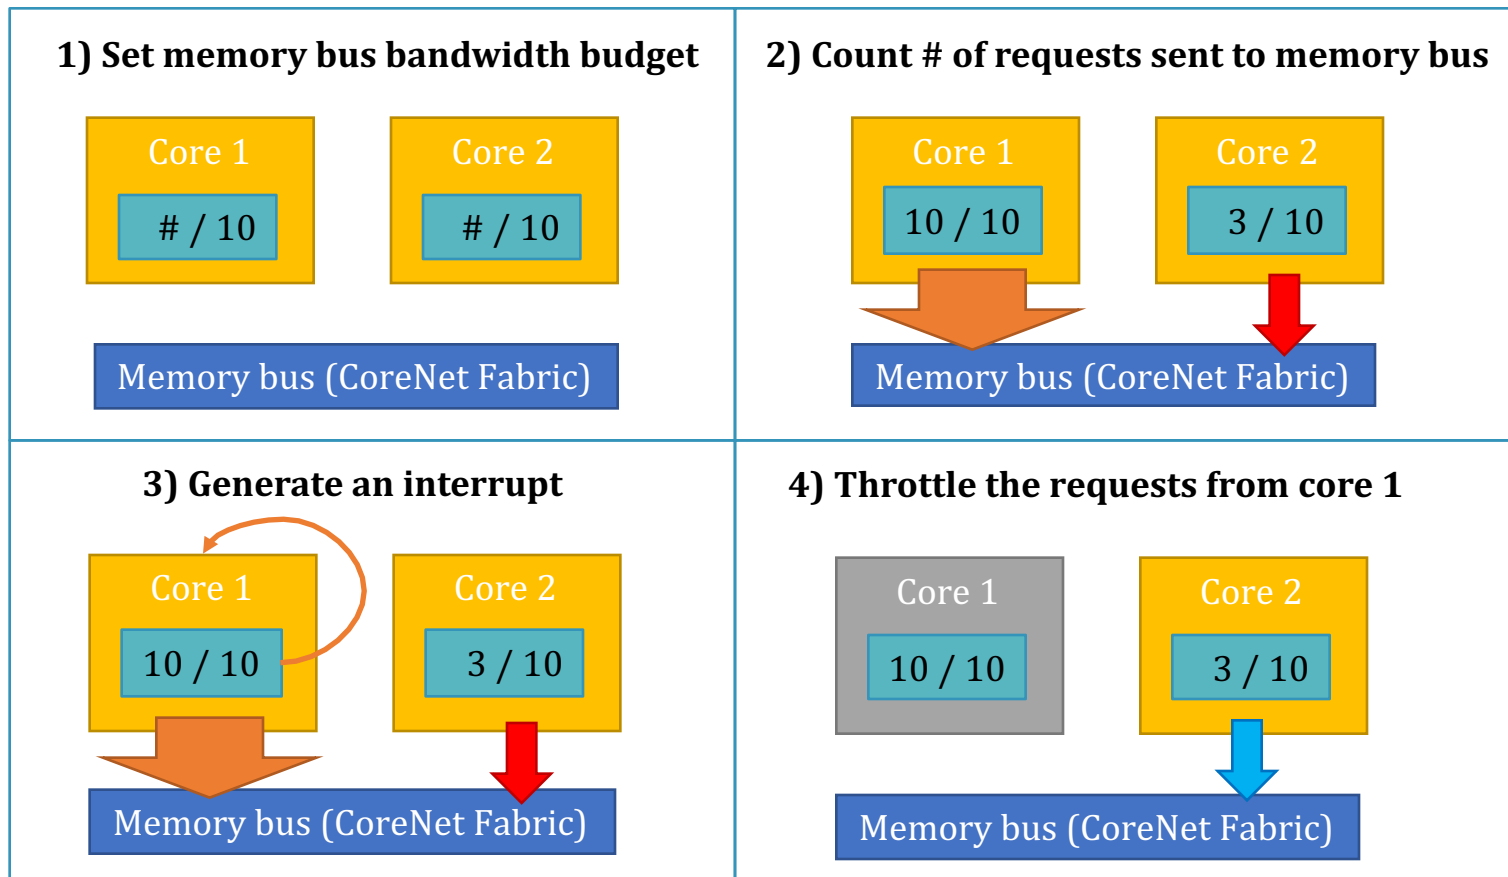 1) Set memory bus bandwidth budget
Core 1
Core 2
# / 10
# / 10
Memory bus (CoreNet Fabric)
2) Count # of requests sent to memory bus
Core 1
Core 2
10 / 10
3 / 10
Memory bus (CoreNet Fabric)
3) Generate an interrupt
Core 1
Core 2
10 / 10
3 / 10
Memory bus (CoreNet Fabric)
4) Throttle the requests from core 1
Core 1
Core 2
10 / 10
3 / 10
Memory bus (CoreNet Fabric)